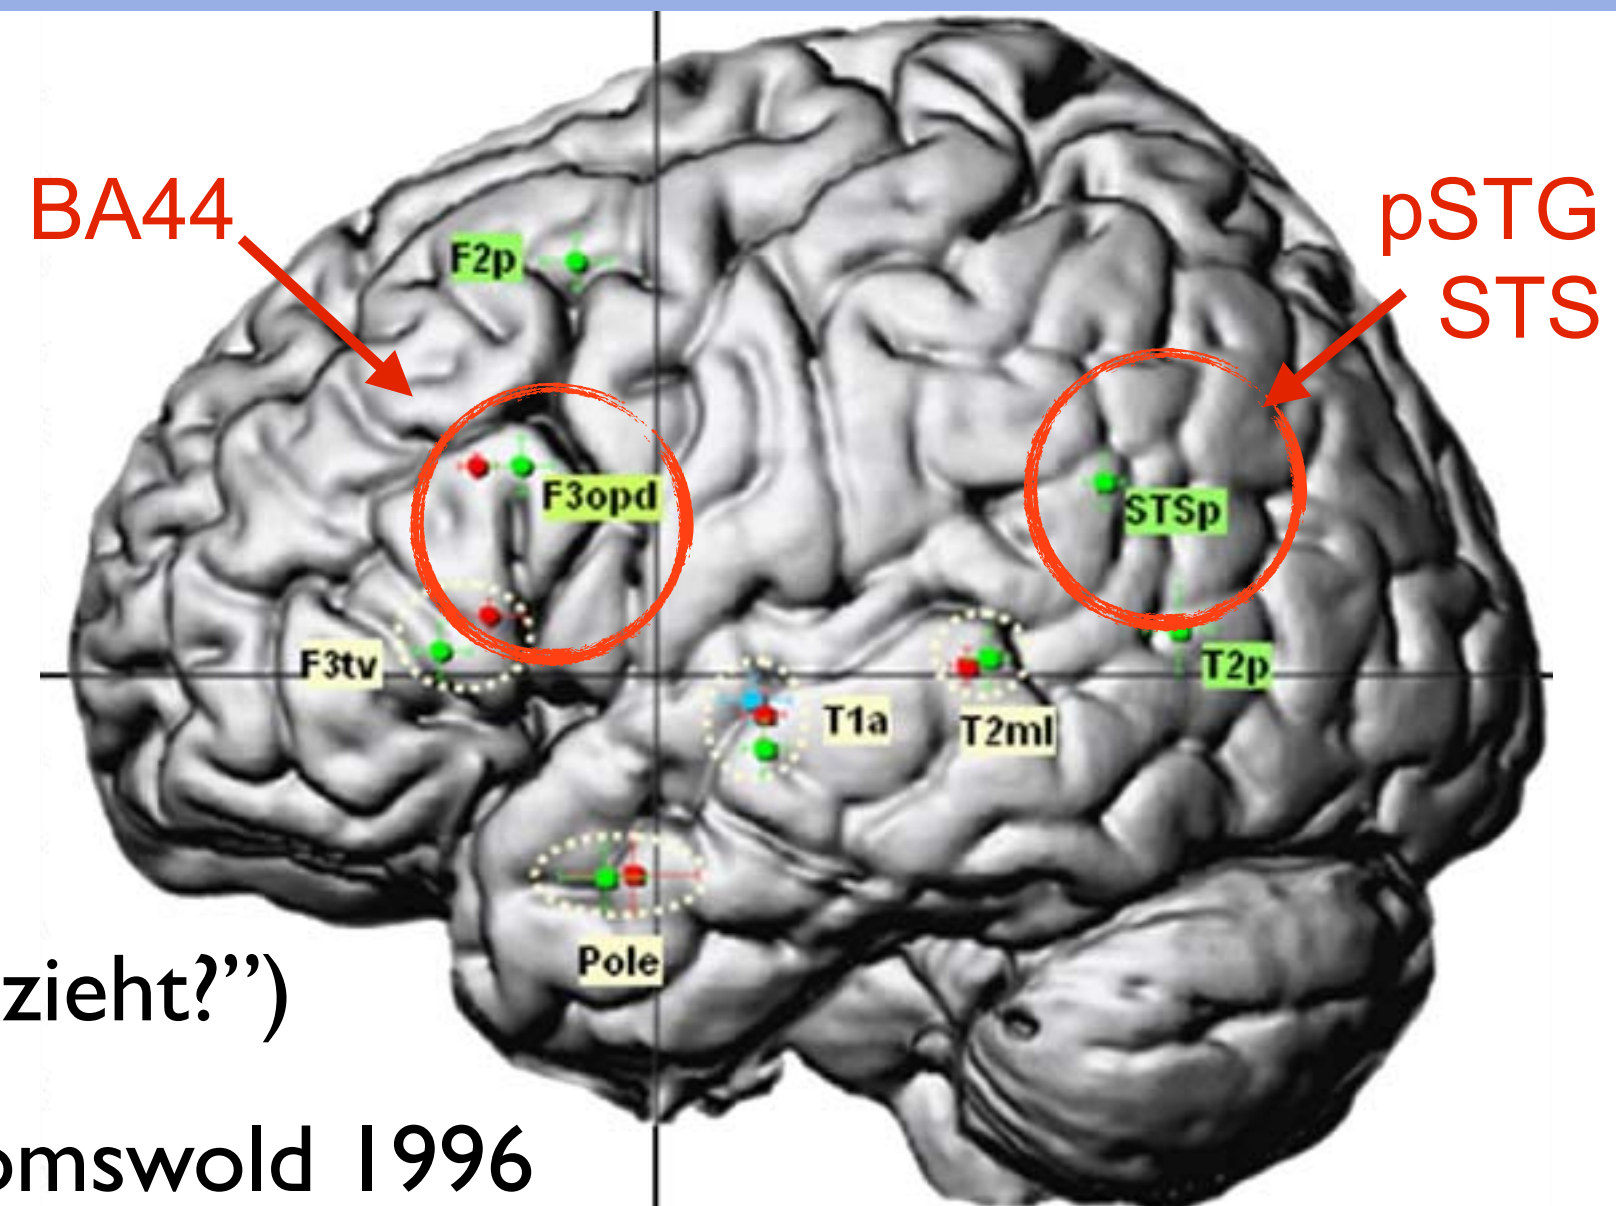 BA44
pSTG
STS
F2p
F3opd
STSp
F3tv
T2p
T1a
T2ml
Pole
zieht?”)
omswold 1996